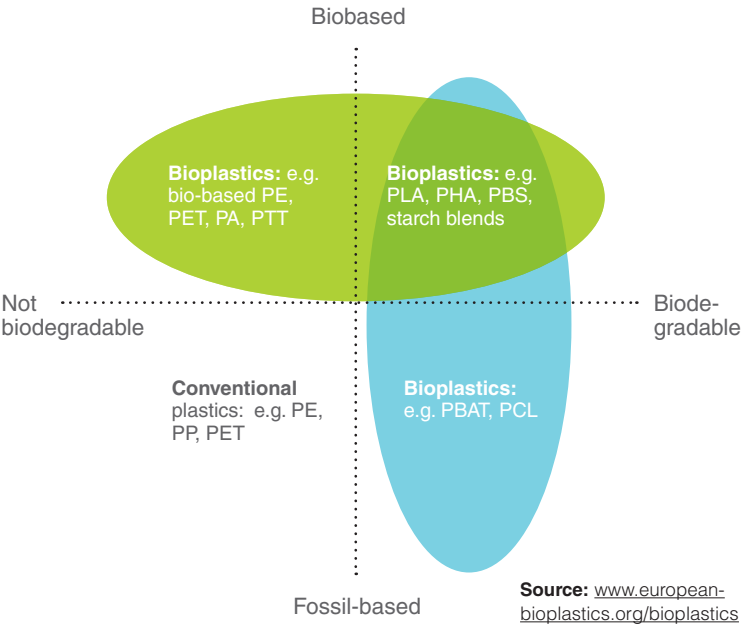 Biobased
Bioplastics: e.g.
bio-based PE,
PET, PA, PTT
Bioplastics: e.g.
PLA, PHA, PBS,
starch blends
Not
biodegradable
Biode-
gradable
Conventional
plastics:  e.g. PE,
PP, PET
Bioplastics:
e.g. PBAT, PCL
Fossil-based
Source: www.european-
bioplastics.org/bioplastics